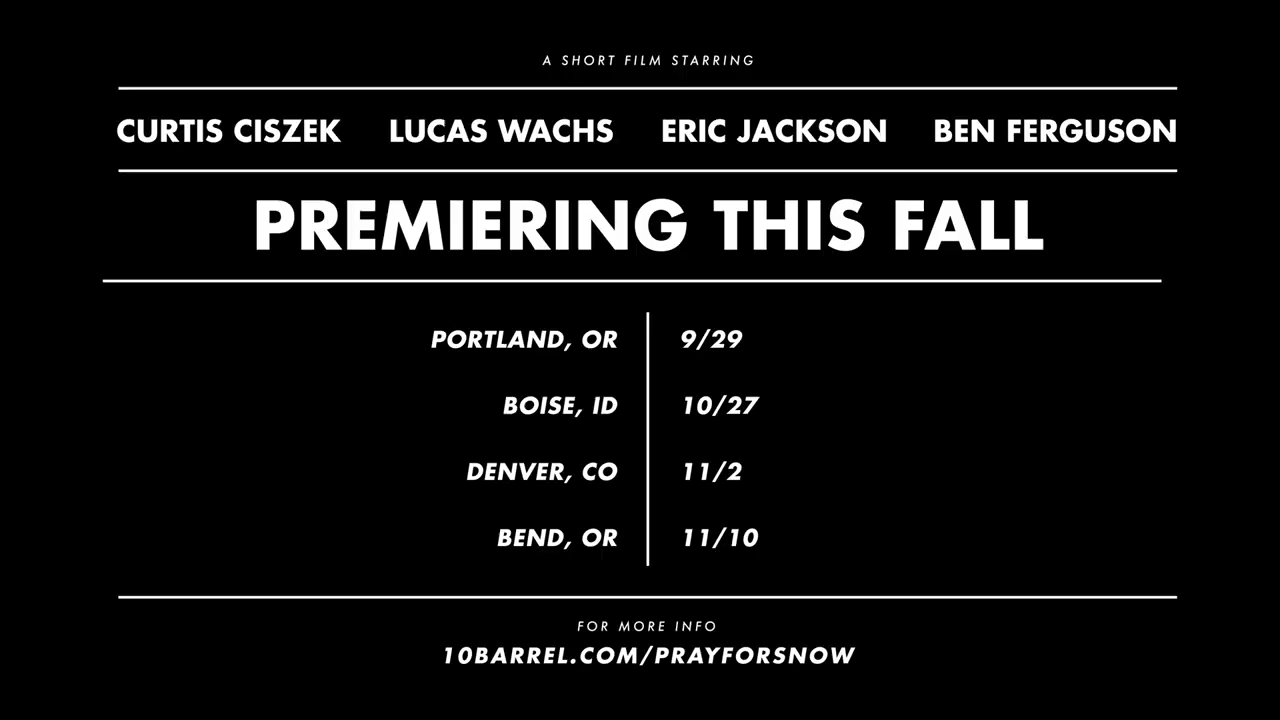 A SHORT FILM STARRING
CURTIS CISZEK LUCAS WACHS ERIC JACKSON BEN FERGUSON
PREMIERING THIS FALL
PORTLAND, OR 9/29
BOISE, ID 10/27
DENVER, CO 11/2
BEND, OR 11/10
FOR MORE INFO
10BARREL.COM/PRAYFORSNOW